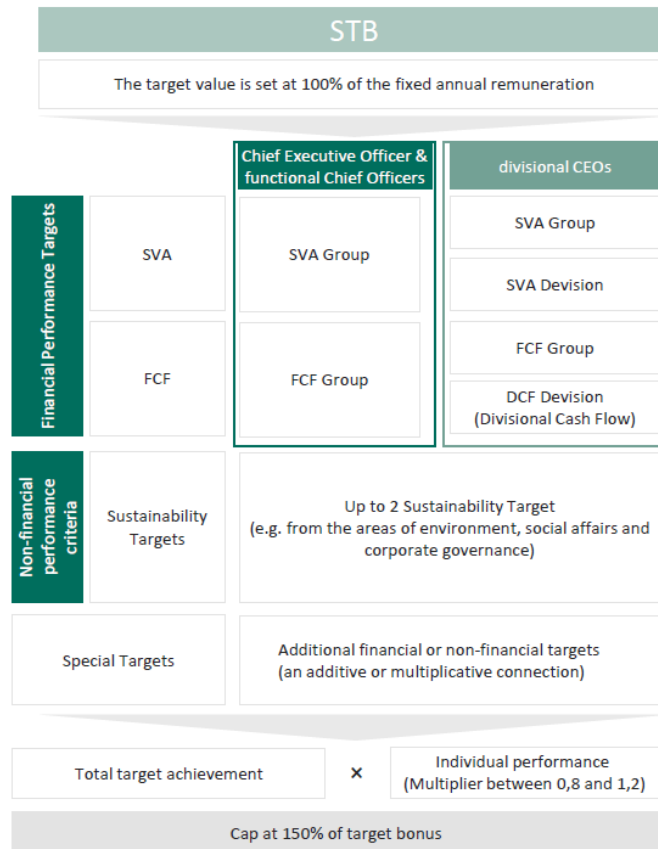 STB
The target value is set at 100% of the fixed annual remuneration
Chief Executive Officer &
functional Chief Officers
divisional CEOs
Financial Performance Targets
SVA
SVA Group
SVA Group
SVA Devision
FCF
FCF Group
FCF Group
DCF Devision
(Divisional Cash Flow)
Non-financial
performance
criteria
Sustainability
Targets
Up to 2 Sustainability Target
(e.g. from the areas of environment, social affairs and
corporate governance)
Special Targets
Additional financial or non-financial targets
(an additive or multiplicative connection)
Total target achievement
×
Individual performance
(Multiplier between 0,8 and 1,2)
Cap at 150% of target bonus